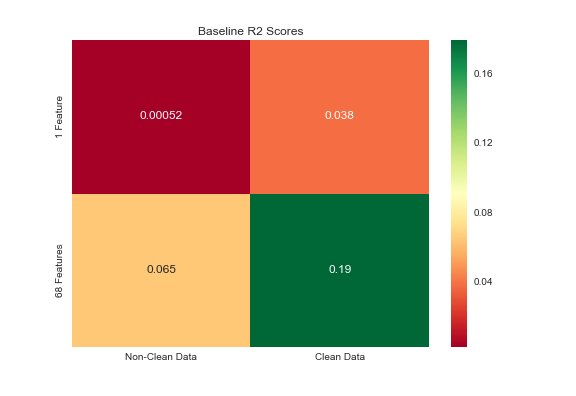 Baseline R2 Scores
1 Feature
0.00052
0.038
68 Features
0.065
0.19
Non-Clean Data
Clean Data
0.16
0.12
0.08
0.04